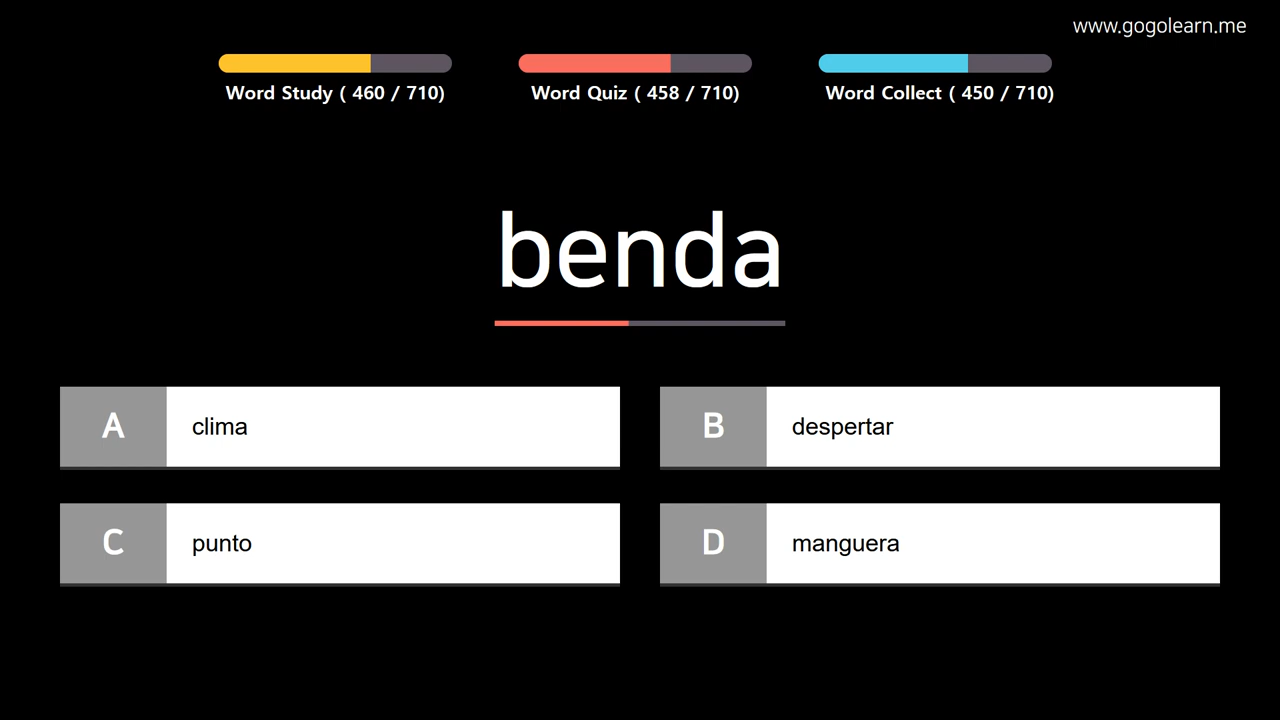 www.gogolearn.me
Word Study ( 460 / 710)
Word Quiz ( 458 / 710)
Word Collect ( 450 / 710)
benda
A clima
B despertar
C punto
D manguera